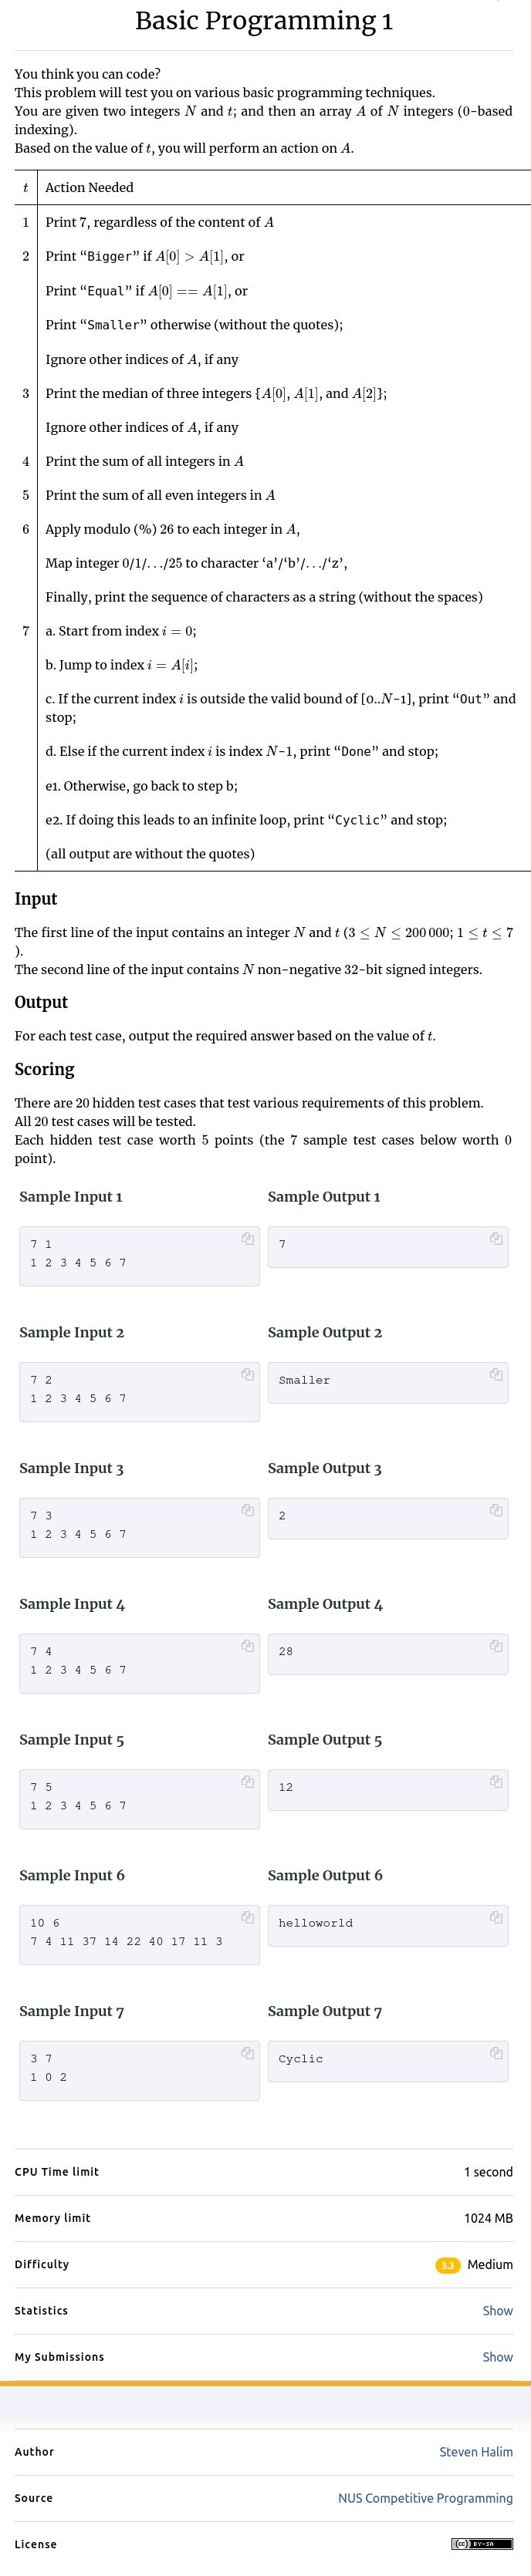 Basic Programming 1
You think you can code?
This problem will test you on various basic programming techniques.
You are given two integers N and t; and then an array A of N integers (0-based
indexing).
Based on the value of t, you will perform an action on A.
t Action Needed
1 Print 7, regardless of the content of A
2 Print “Bigger” if A[0] > A[1], or
Print “Equal” if A[0] == A[1], or
Print “Smaller” otherwise (without the quotes);
Ignore other indices of A, if any
3 Print the median of three integers {A[0], A[1], and A[2]};
Ignore other indices of A, if any
4 Print the sum of all integers in A
5 Print the sum of all even integers in A
6 Apply modulo (%) 26 to each integer in A,
Map integer 0/1/.../25 to character ‘a’/‘b’/.../‘z’,
Finally, print the sequence of characters as a string (without the spaces)
7 a. Start from index i = 0;
b. Jump to index i = A[i];
c. If the current index i is outside the valid bound of [0..N-1], print “Out” and
stop;
d. Else if the current index i is index N-1, print “Done” and stop;
e1. Otherwise, go back to step b;
e2. If doing this leads to an infinite loop, print “Cyclic” and stop;
(all output are without the quotes)
Input
The first line of the input contains an integer N and t (3 ≤ N ≤ 200 000; 1 ≤ t ≤ 7
).
The second line of the input contains N non-negative 32-bit signed integers.
Output
For each test case, output the required answer based on the value of t.
Scoring
There are 20 hidden test cases that test various requirements of this problem.
All 20 test cases will be tested.
Each hidden test case worth 5 points (the 7 sample test cases below worth 0
point).
Sample Input 1 Sample Output 1
7 1 7
1 2 3 4 5 6 7
Sample Input 2 Sample Output 2
7 2 Smaller
1 2 3 4 5 6 7
Sample Input 3 Sample Output 3
7 3 2
1 2 3 4 5 6 7
Sample Input 4 Sample Output 4
7 4 28
1 2 3 4 5 6 7
Sample Input 5 Sample Output 5
7 5 12
1 2 3 4 5 6 7
Sample Input 6 Sample Output 6
10 6 helloworld
7 4 11 37 14 22 40 17 11 3
Sample Input 7 Sample Output 7
3 7 Cyclic
1 0 2
CPU Time limit 1 second
Memory limit 1024 MB
Difficulty 3.3 Medium
Statistics Show
My Submissions Show
Author Steven Halim
Source NUS Competitive Programming
License (cc) BY-SA